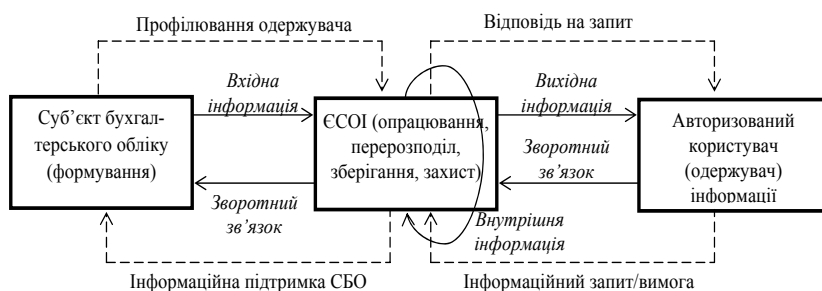 Профілювання одержувача
Відповідь на запит
Суб’єкт бухгал-
терського обліку
(формування)
Вхідна
інформація
Зворотний
зв’язок
ЄСОІ (опрацювання,
перерозподіл,
зберігання, захист)
Вихідна
інформація
Зворотний
зв’язок
Внутрішня
інформація
Авторизований
користувач
(одержувач)
інформації
Інформаційна підтримка СБО
Інформаційний запит/вимога